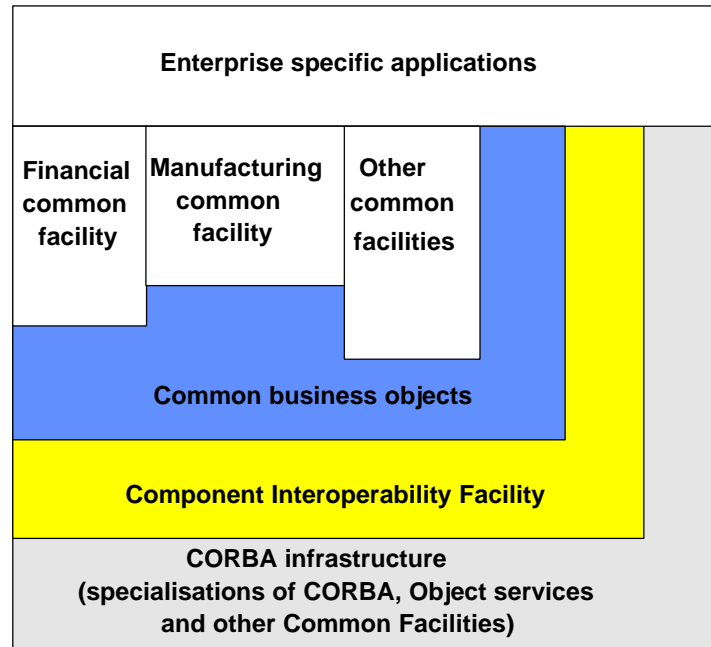 Enterprise specific applications
Financial
common
facility
Manufacturing
common
facility
Other
common
facilities
Common business objects
Component Interoperability Facility
CORBA infrastructure
(specialisations of CORBA, Object services
and other Common Facilities)